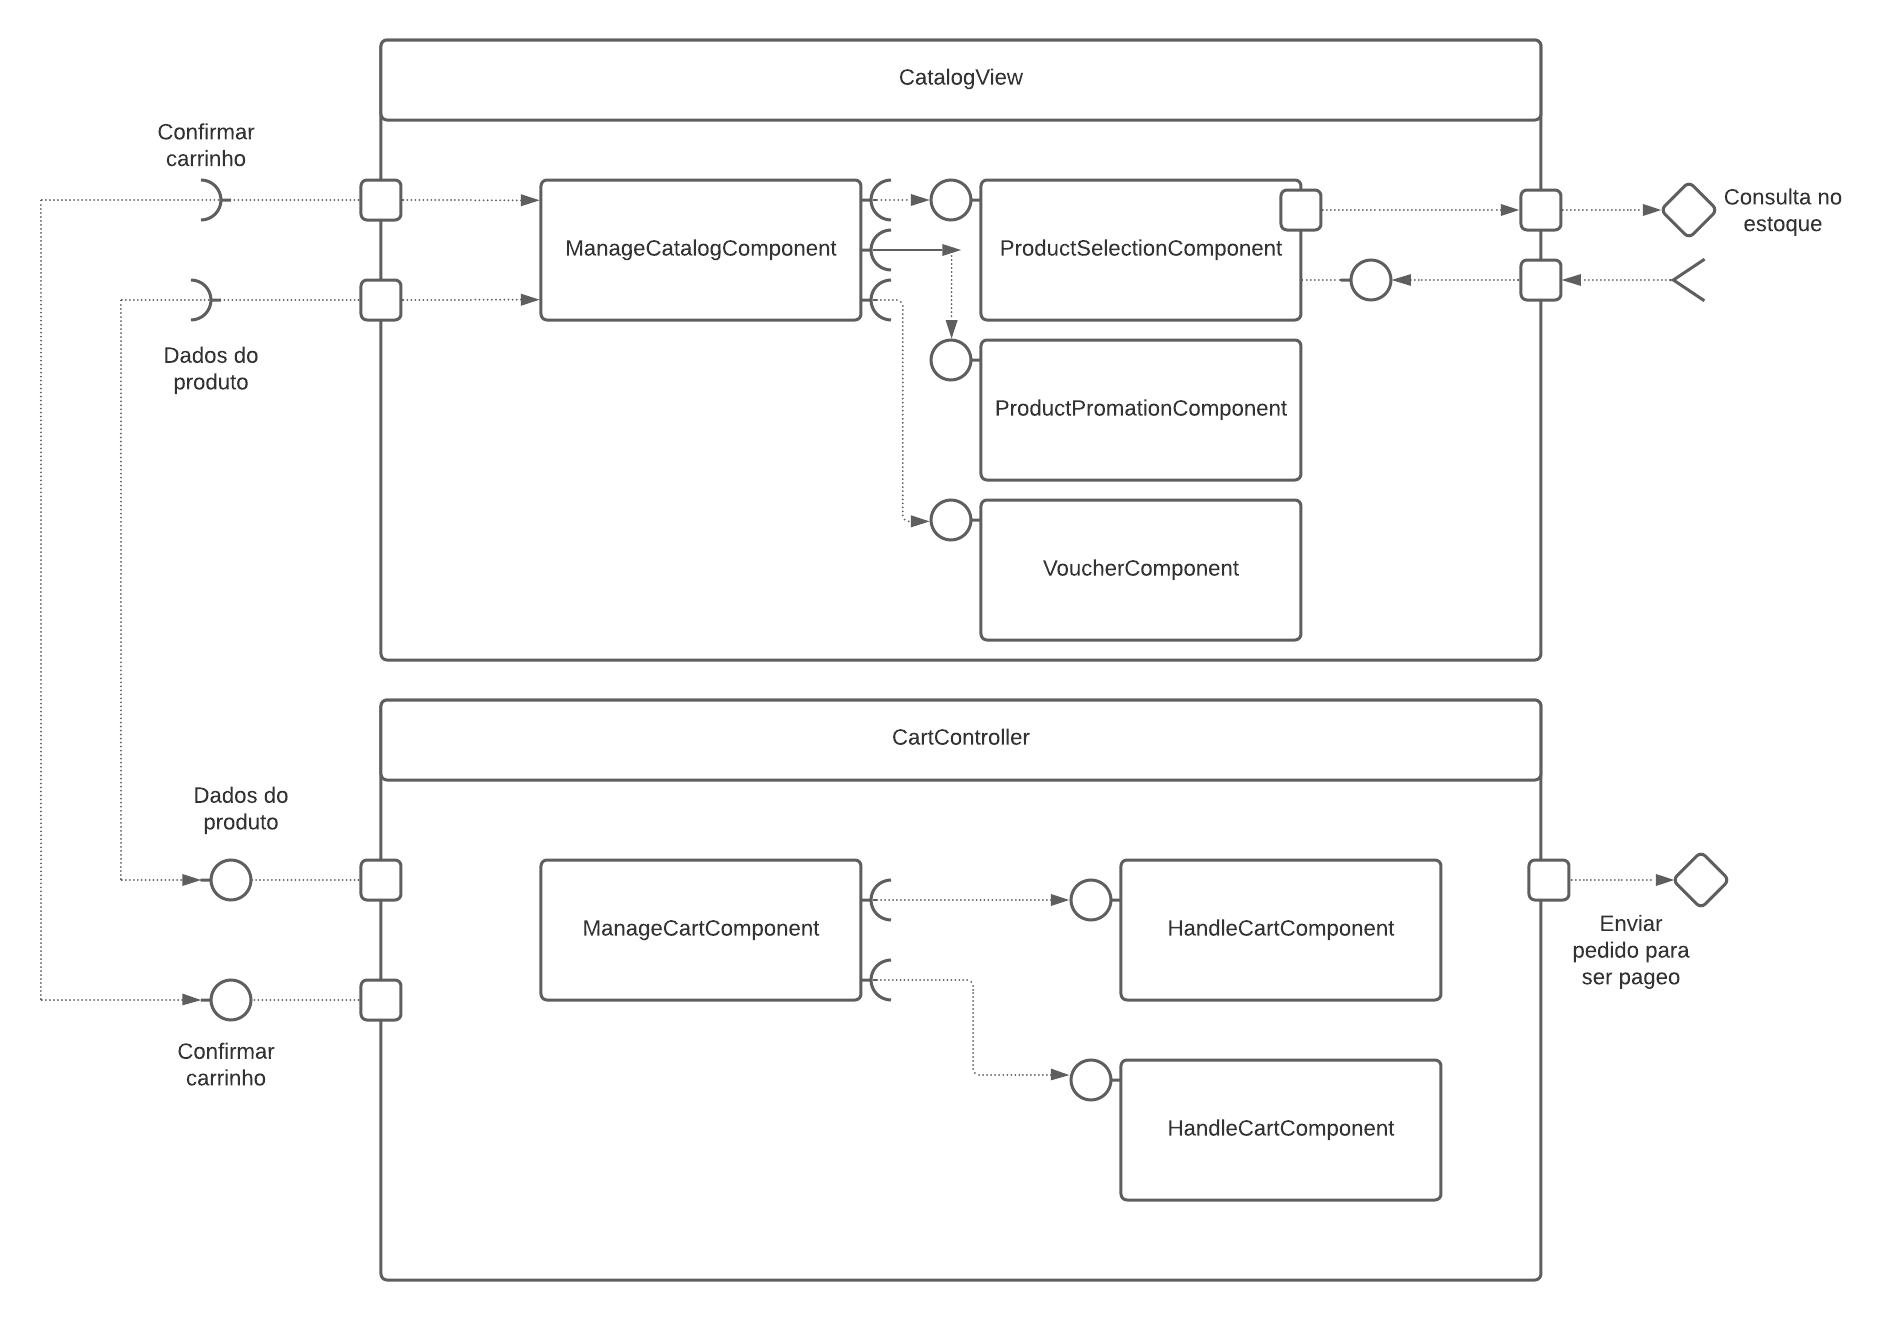 CatalogView
Confirmar
carrinho
Consulta no
estoque
ManageCatalogComponent
ProductSelectionComponent
Dados do
produto
ProductPromationComponent
VoucherComponent
CartController
Dados do
produto
ManageCartComponent
HandleCartComponent
Enviar
pedido para
ser pageo
Confirmar
carrinho
HandleCartComponent